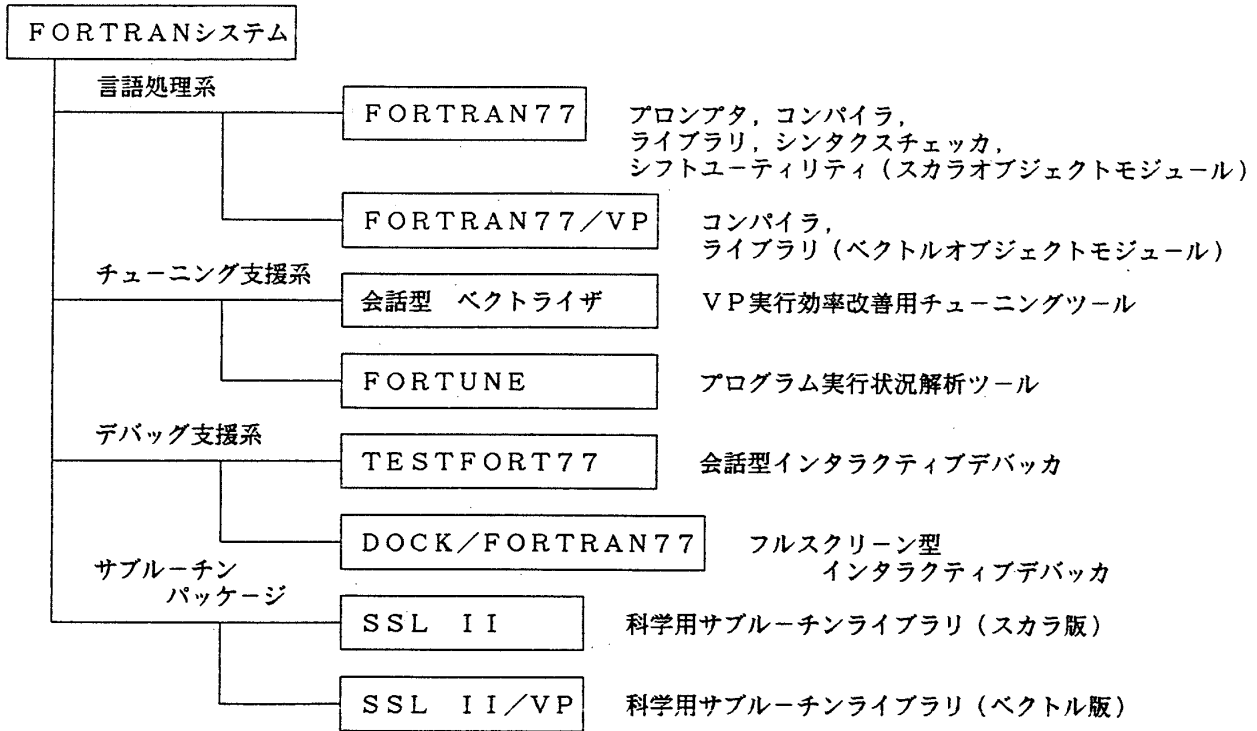 ＦＯＲＴＲＡＮシステム
言語処理系
ＦＯＲＴＲＡＮ７７
プロンプタ，コンパイラ，
ライブラリ，シンタクスチェッカ，
シフトユーティリティ（スカラオブジェクトモジュール）
ＦＯＲＴＲＡＮ７７／ＶＰ
コンパイラ，
ライブラリ（ベクトルオブジェクトモジュール）
チューニング支援系
会話型　ベクトライザ
ＶＰ実行効率改善用チューニングツール
ＦＯＲＴＵＮＥ
プログラム実行状況解析ツール
デバッグ支援系
ＴＥＳＴＦＯＲＴ７７
会話型インタラクティブデバッカ
ＤＯＣＫ／ＦＯＲＴＲＡＮ７７
フルスクリーン型
インタラクティブデバッカ
サブルーチン
パッケージ
ＳＳＬ　ＩＩ
科学用サブルーチンライブラリ（スカラ版）
ＳＳＬ　ＩＩ／ＶＰ
科学用サブルーチンライブラリ（ベクトル版）